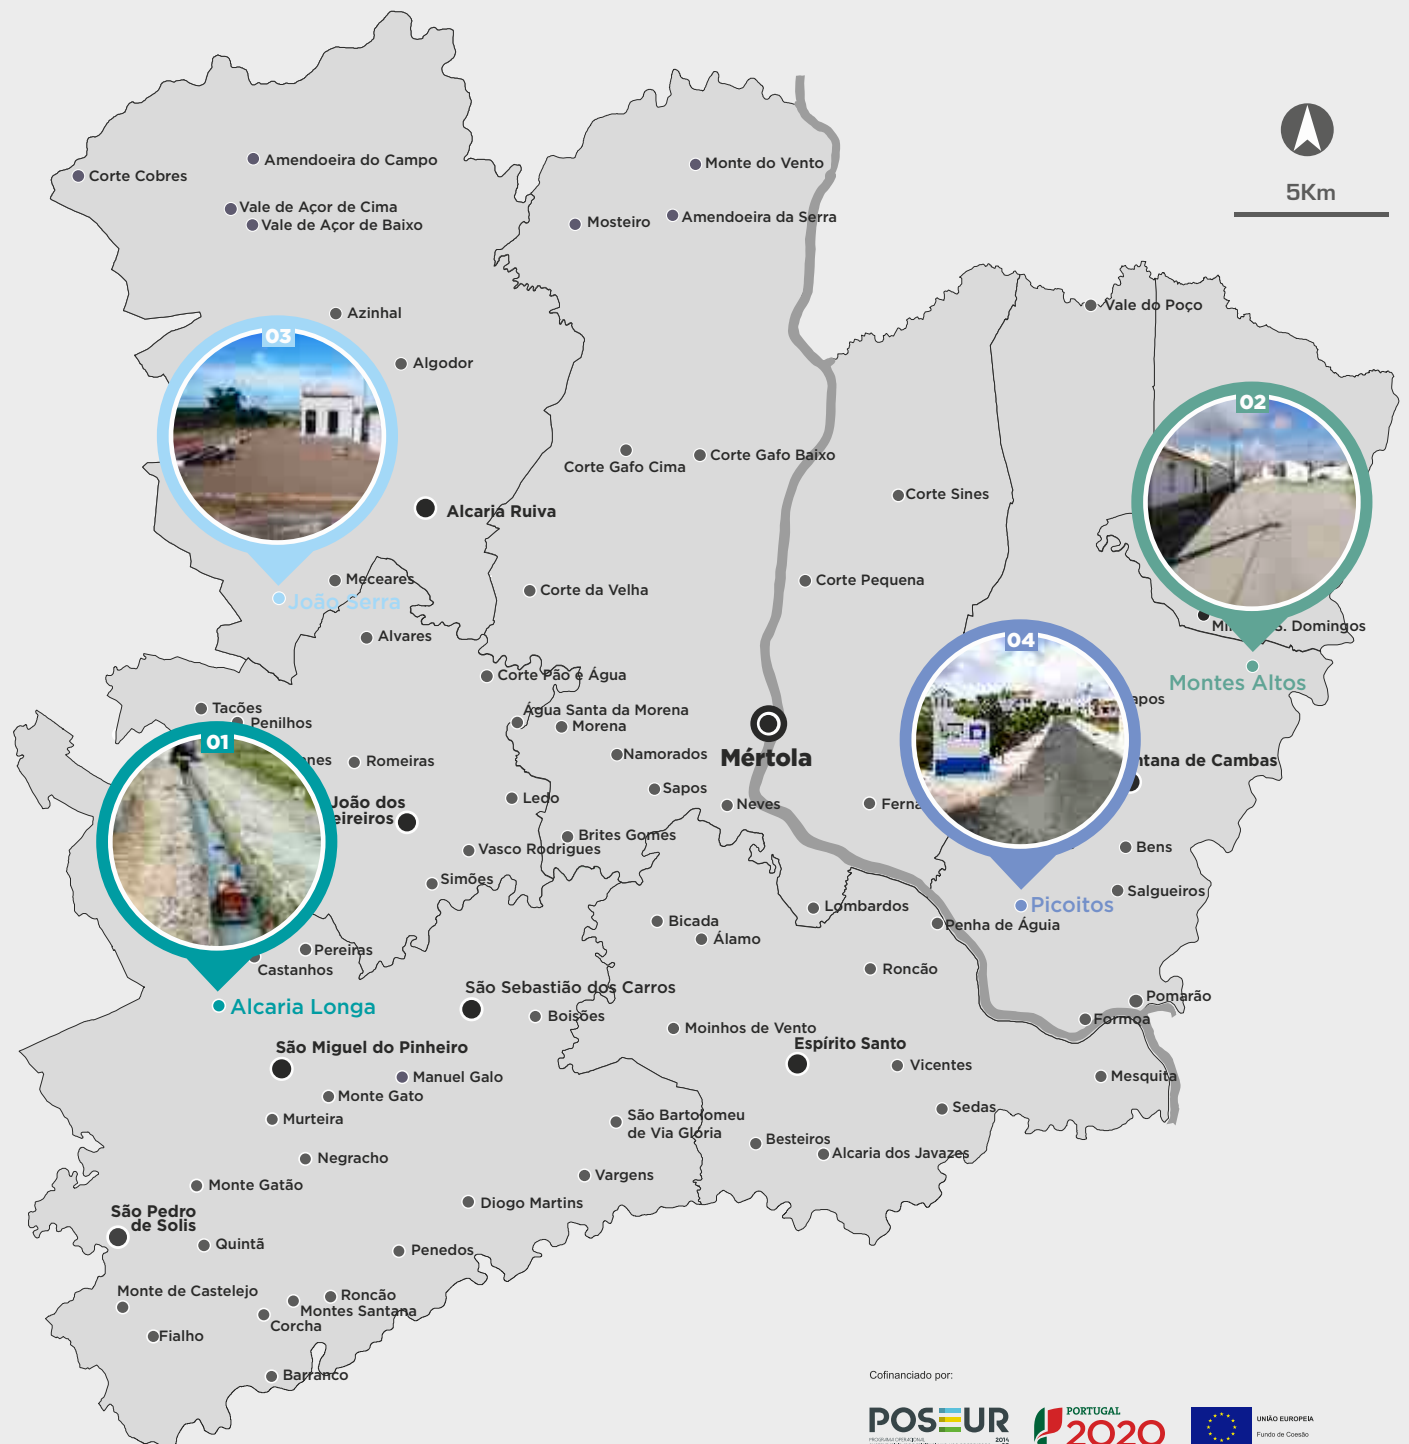 Amendoeira do Campo
Monte do Vento
Corte Cobres
5Km
Vale de Açor de Cima
Vale de Açor de Baixo
Mosteiro
Amendoeira da Serra
Vale do Poço
Azinhal
03
Algodor
02
Corte Gafo Cima
Corte Gafo Baixo
Corte Sines
Alcaria Ruiva
Meceares
João Serra
Corte da Velha
Corte Pequena
S. Domingos
Alvares
04
Corte Pão e Água
Montes Altos
Tacões
Penilhos
Água Santa da Morena
Morena
01
Romeiras
Namorados
Mértola
de Cambas
João dos
Ledo
Sapos
Neves
Brites Gomes
Vasco Rodrigues
Bens
Simões
Salgueiros
Lombardos
Picoitos
Bicada
Penha de Águia
Álamo
Pereiras
Castanhos
Roncão
São Sebastião dos Carros
Alcaria Longa
Boisões
Pomarão
Formoa
Moinhos de Vento
Espírito Santo
São Miguel do Pinheiro
Vicentes
Manuel Galo
Mesquita
Monte Gato
Sedas
Murteira
São Bartolomeu
de Via Glória
Besteiros
Alcaria dos Javazes
Negracho
Vargens
Monte Gatão
Diogo Martins
São Pedro
de Solis
Quintã
Penedos
Monte de Castelejo
Roncão
Montes Santana
Corcha
Fialho
Barranco
Cofinanciado por:
POSEUR
PORTUGAL
2020
UNIÃO EUROPEIA
Fundo de Coesão
2014